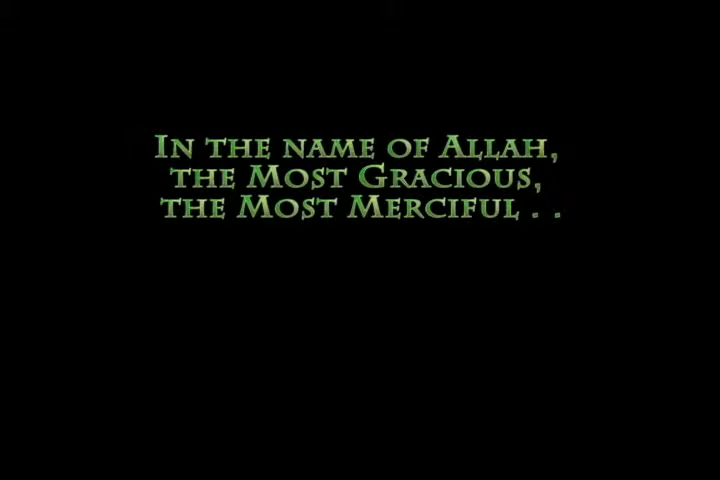 In the name of Allah,
the Most Gracious,
the Most Merciful . .